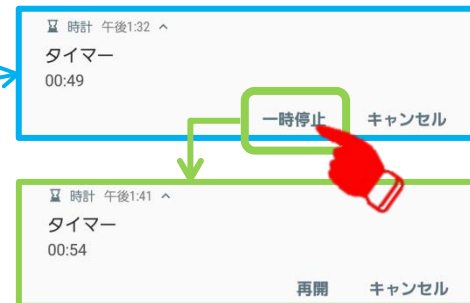 時計 午後1:32
タイマー
00:49
一時停止 キャンセル
時計 午後1:41
タイマー
00:54
再開 キャンセル